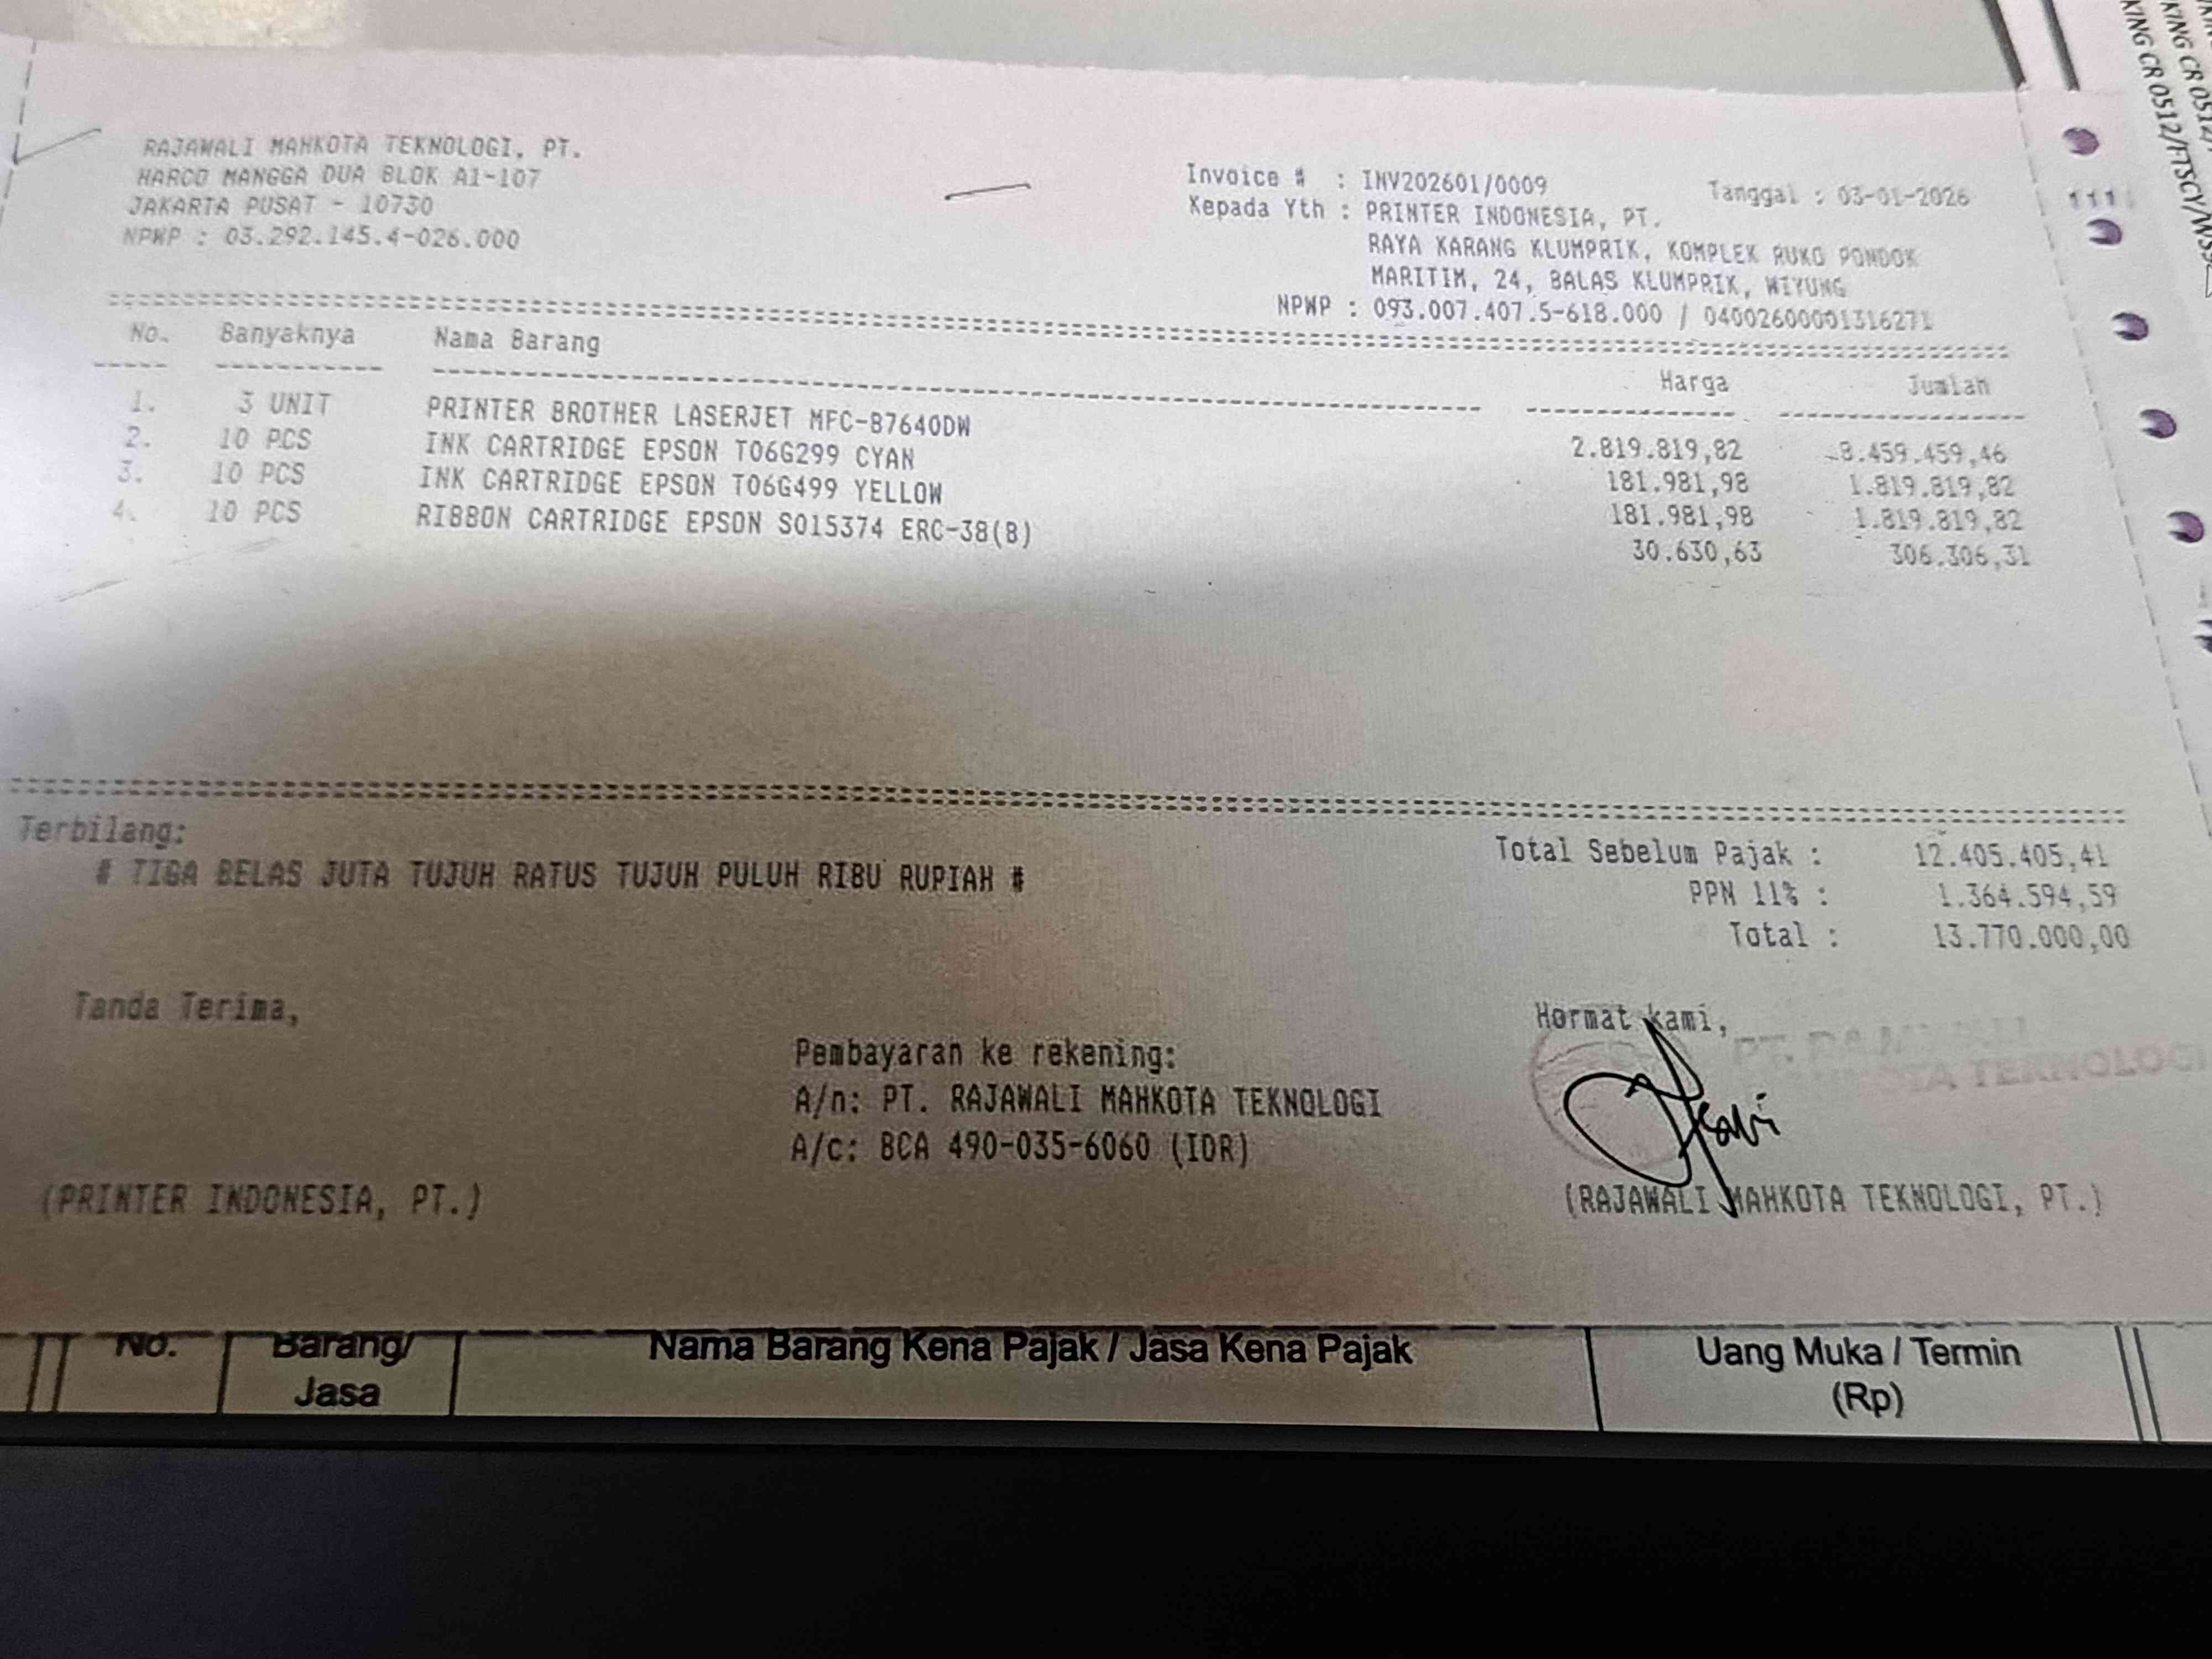 RAJAWALI MAHKOTA TEKNOLOGI, PT.
HARCO MANGGA DUA BLOK A1-107
JAKARTA PUSAT - 10730
NPWP : 03.292.145.4-026.000
Invoice # : INV202601/0009 Tanggal : 03-01-2026
Kepada Yth : PRINTER INDONESIA, PT.
RAYA KARANG KLUMPRIK, KOMPLEK RUKO PONDOK
MARITIM, 24, BALAS KLUMPRIK, WIYUNG
NPWP : 093.007.407.5-618.000 / 04002600001316271
No. Banyaknya Nama Barang Harga Jumlah
1. 3 UNIT PRINTER BROTHER LASERJET MFC-B7640DW 2.819.819,82 8.459.459,46
2. 10 PCS INK CARTRIDGE EPSON T06G299 CYAN 181.981,98 1.819.819,82
3. 10 PCS INK CARTRIDGE EPSON T06G499 YELLOW 181.981,98 1.819.819,82
4. 10 PCS RIBBON CARTRIDGE EPSON S015374 ERC-38(B) 30.630,63 306.306,31
Terbilang:
# TIGA BELAS JUTA TUJUH RATUS TUJUH PULUH RIBU RUPIAH #
Total Sebelum Pajak : 12.405.405,41
PPN 11% : 1.364.594,59
Total : 13.770.000,00
Tanda Terima,
Pembayaran ke rekening:
A/n: PT. RAJAWALI MAHKOTA TEKNOLOGI
A/c: BCA 490-035-6060 (IDR)
Hormat kami,
TEKNOLOGI
(PRINTER INDONESIA, PT.)
(RAJAWALI MAHKOTA TEKNOLOGI, PT.)
No. Barang/ Nama Barang Kena Pajak / Jasa Kena Pajak Uang Muka / Termin
Jasa (Rp)